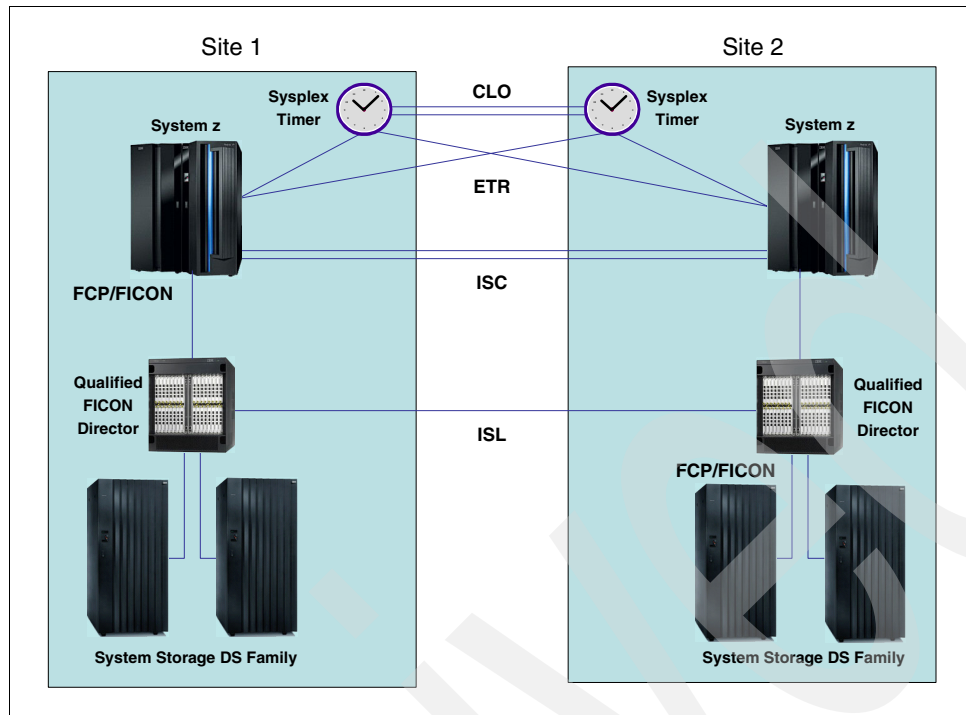 Site 1
Site 2
Sysplex
Timer
CLO
Sysplex
Timer
System z
System z
ETR
FCP/FICON
ISC
Qualified
FICON
Director
Qualified
FICON
Director
ISL
FCP/FICON
System Storage DS Family
System Storage DS Family